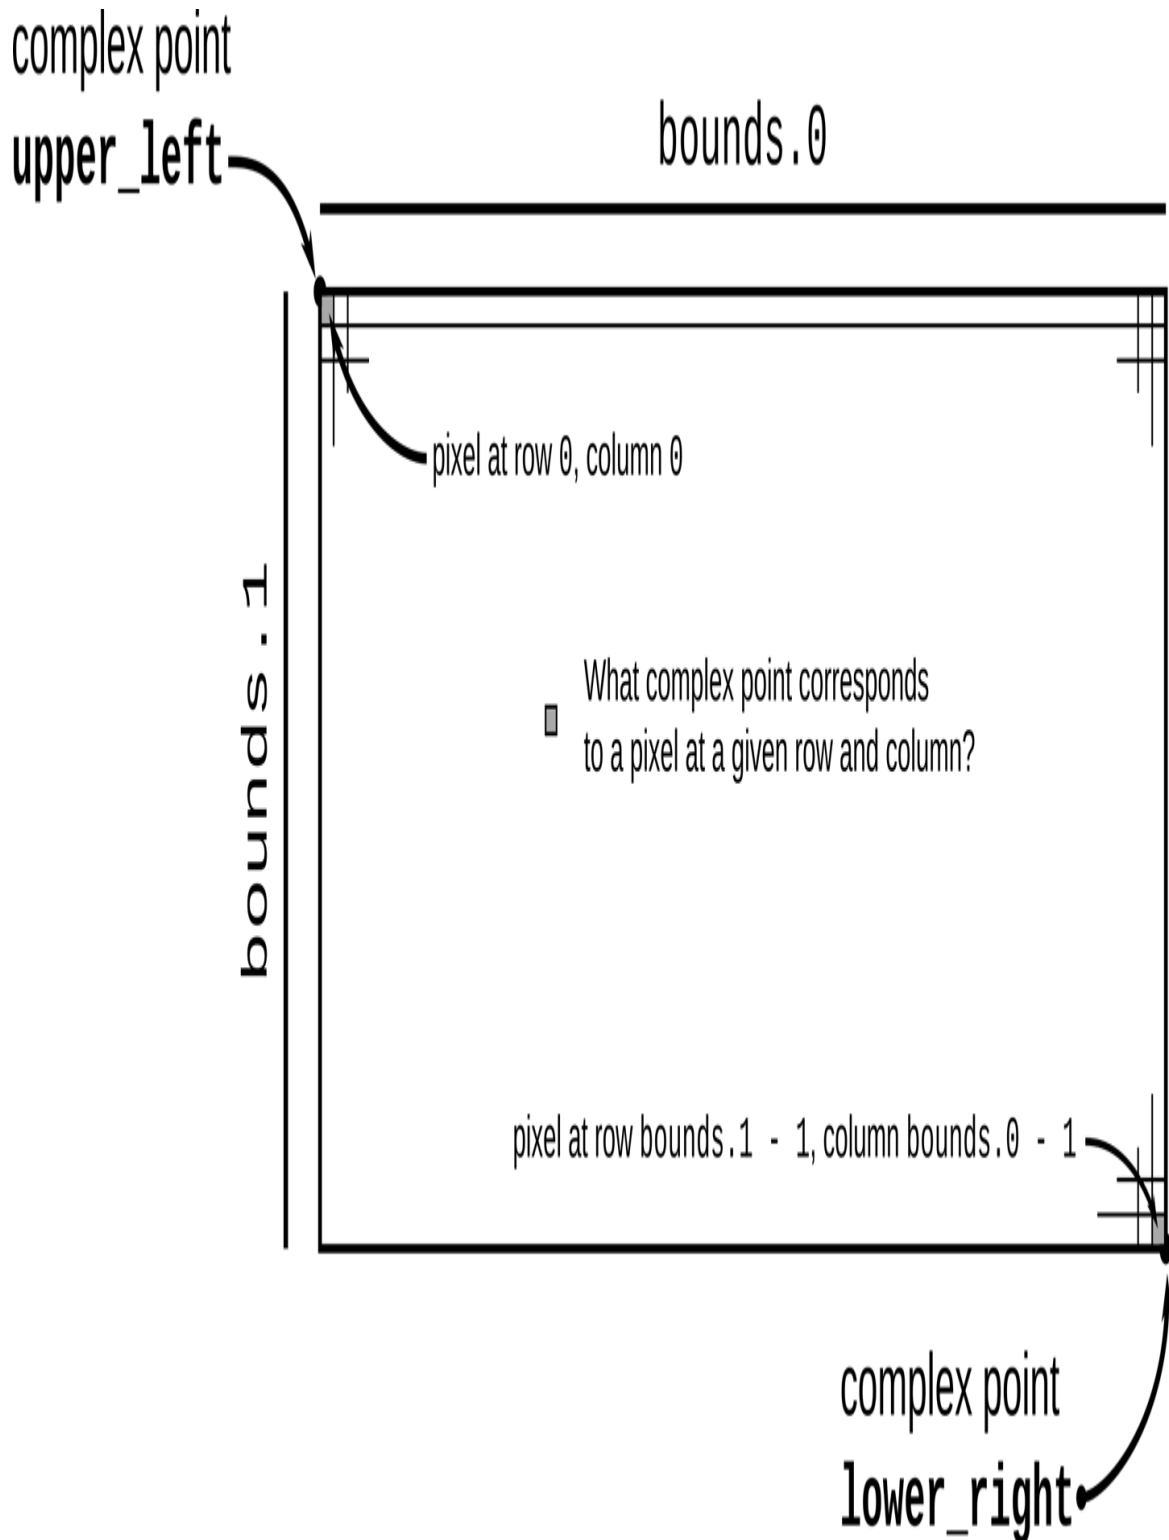 complex point
upper_left
bounds.0
pixel at row 0, column 0
bounds.1
What complex point corresponds
to a pixel at a given row and column?
pixel at row bounds.1 - 1, column bounds.0 - 1
complex point
lower_right